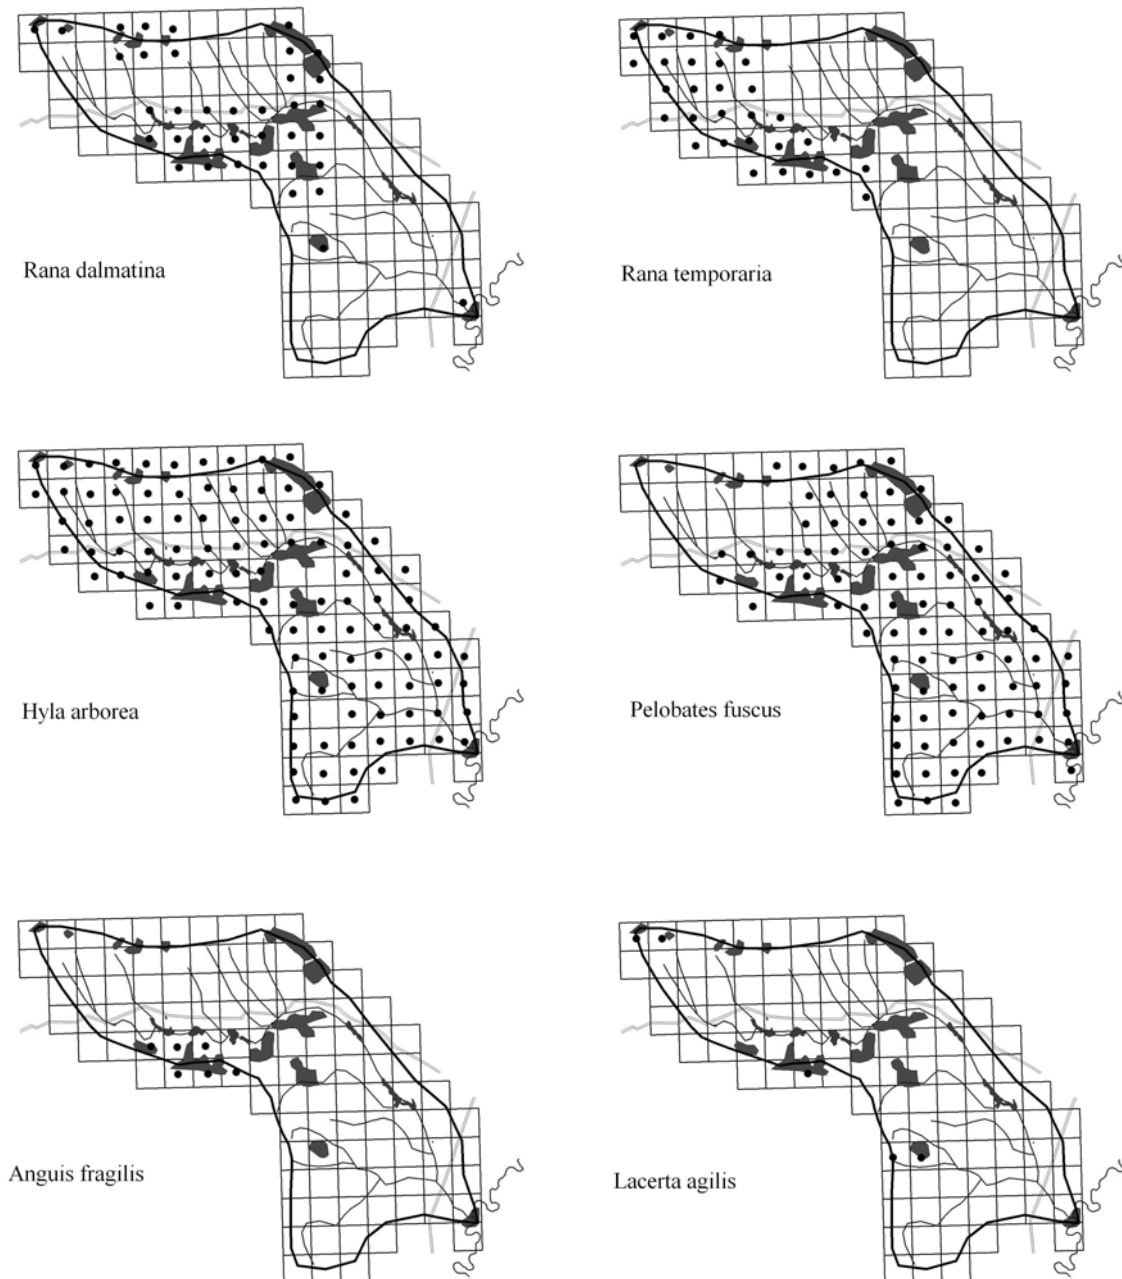 Rana dalmatina
Rana temporaria
Hyla arborea
Pelobates fuscus
Anguis fragilis
Lacerta agilis